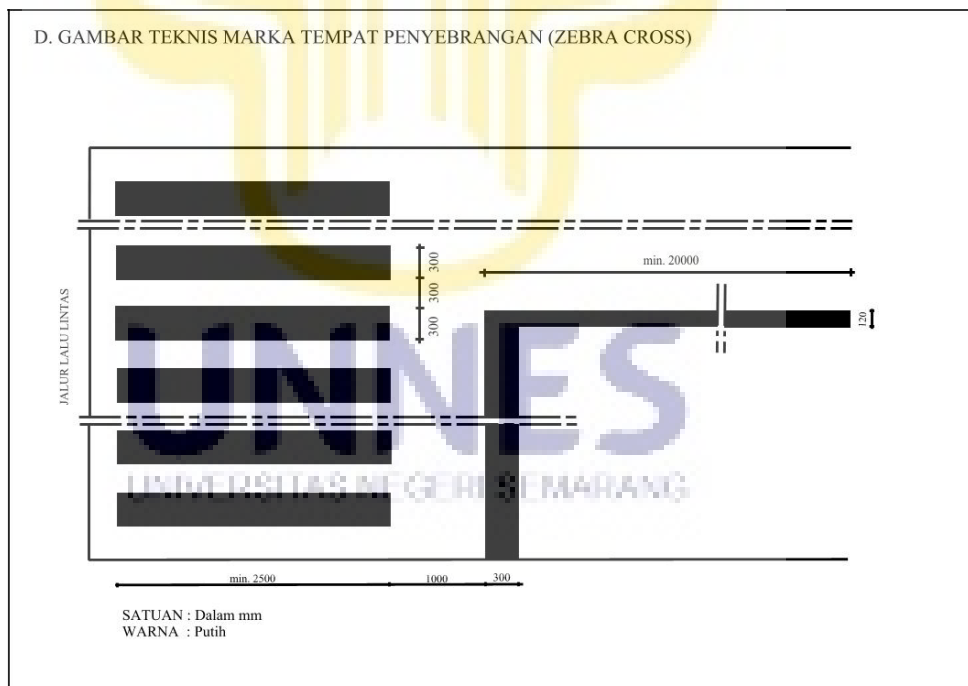 D. GAMBAR TEKNIS MARKA TEMPAT PENYEBRANGAN (ZEBRA CROSS)
min. 20000
300
300
300
120
JALUR LALU LINTAS
UNNES
UNIVERSITAS NEGERI SEMARANG
min. 2500
1000
300
SATUAN : Dalam mm
WARNA : Putih